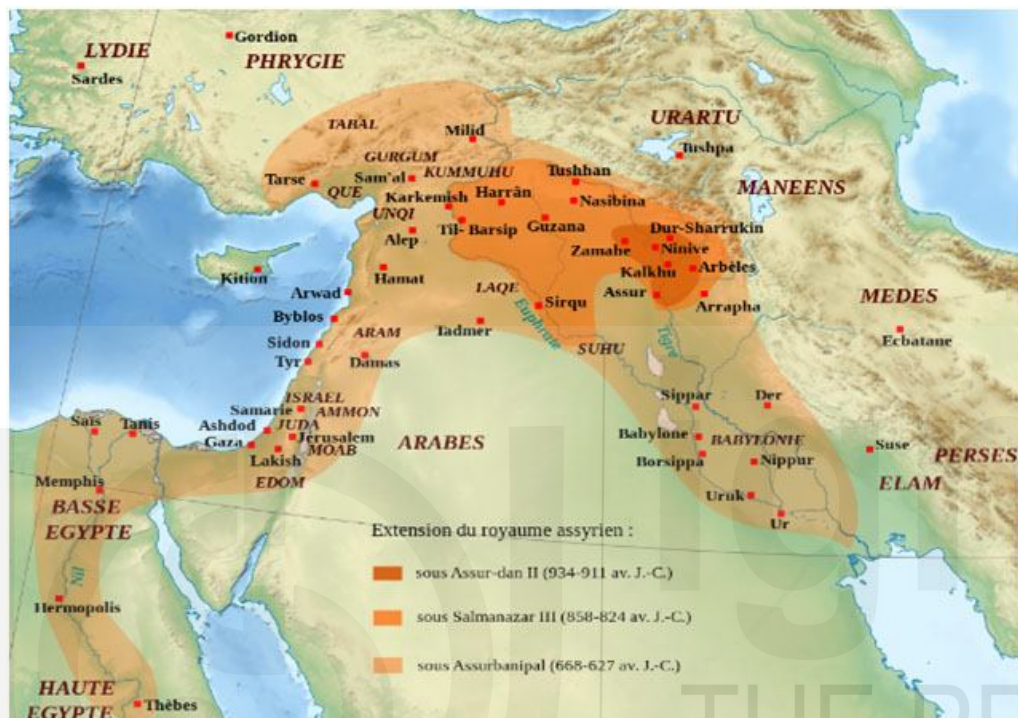 LYDIE
Sardes
Gordion
PHRYGIE
TABAL
Milid
URARTU
Tushpa
GURGUM
Sam'al
KUMMUHU
Tarse
QUE
Karkemish
Harrân
Tushhan
Nasibina
MANEENS
UNQI
Alep
Til- Barsip
Guzana
Dur-Sharrukin
Zamahe
Ninive
Kalkhu
Arbèles
Kition
Hamat
Arwad
LAQE
Sirqu
Assur
Arrapha
MEDES
Byblos
ARAM
Tadmer
Euphrate
SUHU
Tigre
Ecbatane
Sidon
Tyr
Damas
ISRAEL
Samarie
AMMON
Sippar
Der
Saïs
Tanis
Ashdod
JUDA
Gaza
Jérusalem
Lakish
MOAB
EDOM
ARABES
Babylone
BABYLONIE
Borsippa
Nippur
Suse
PERSES
ELAM
Memphis
BASSE
EGYPTE
Uruk
Ur
Nil
Hermopolis
HAUTE
EGYPTE
Thèbes
Extension du royaume assyrien :
sous Assur-dan II (934-911 av. J.-C.)
sous Salmanazar III (858-824 av. J.-C.)
sous Assurbanipal (668-627 av. J.-C.)